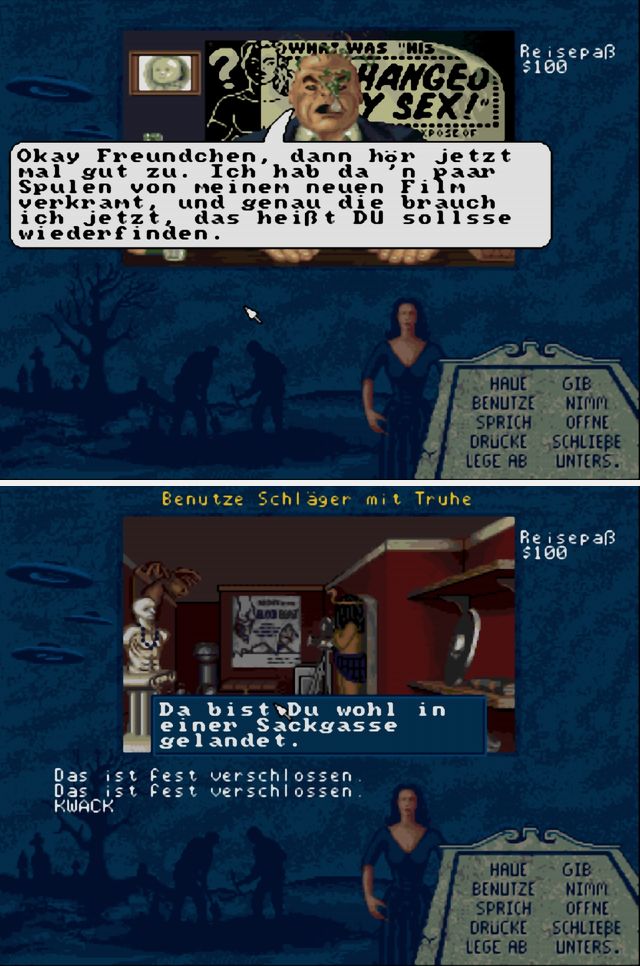 WHAT WAS "HIS
HANGED
Y SEX!"
XPOSE OF
Reisepaß
$100
Okay Freundchen, dann hör jetzt
mal gut zu. Ich hab da 'n paar
Spulen von meinem neuen Film
verkramt, und genau die brauch
ich jetzt, das heißt DU sollsse
wiederfinden.
HAUE GIB
BENUTZE NIMM
SPRICH ÖFFNE
DRÜCKE SCHLIEßE
LEGE AB UNTERS.
Benutze Schläger mit Truhe
Reisepaß
$100
Da bist Du wohl in
einer Sackgasse
gelandet.
Das ist fest verschlossen.
Das ist fest verschlossen.
KWACK
HAUE GIB
BENUTZE NIMM
SPRICH ÖFFNE
DRÜCKE SCHLIEßE
LEGE AB UNTERS.